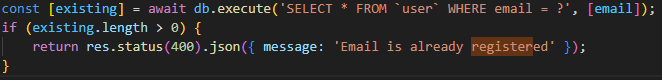 const [existing] = await db.execute('SELECT * FROM `user` WHERE email = ?', [email]);
if (existing.length > 0) {
    return res.status(400).json({ message: 'Email is already registered' });
}